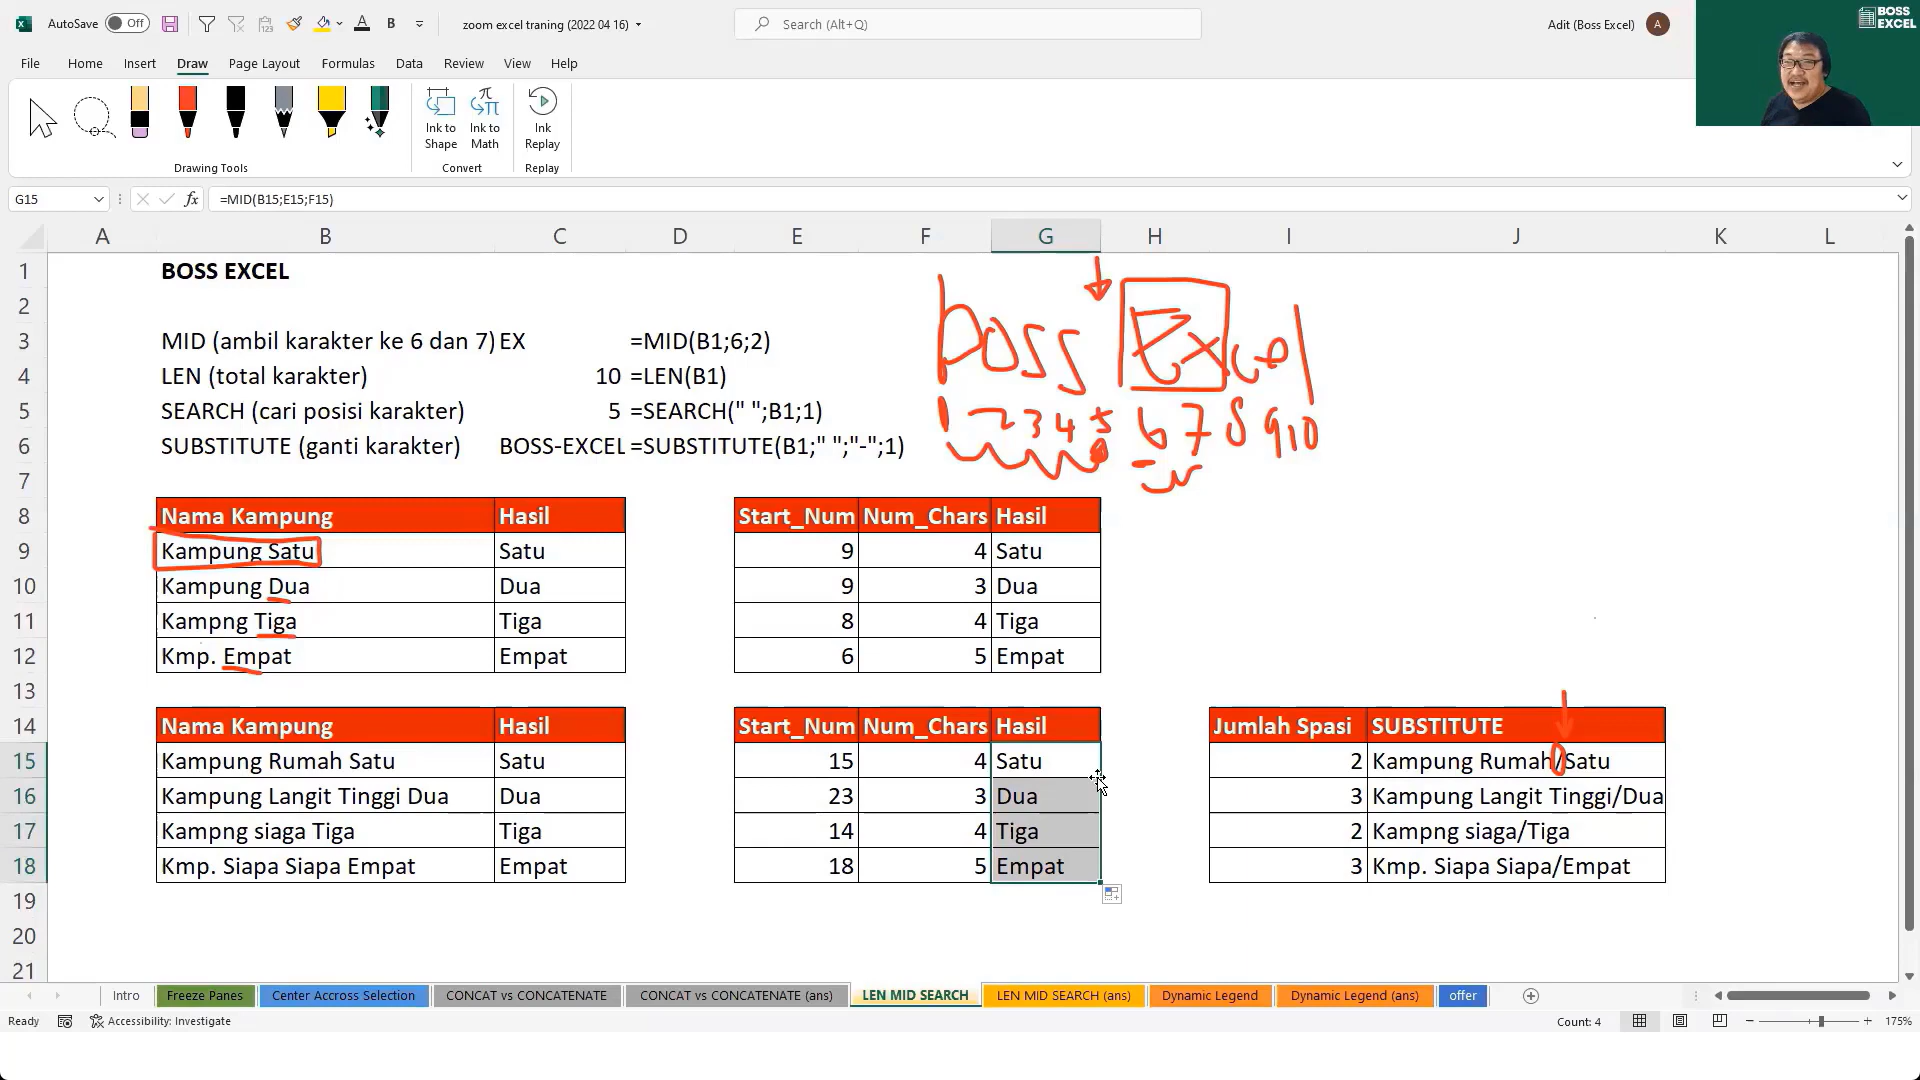 AutoSave Off zoom excel traning (2022 04 16) Search (Alt+Q) Adit (Boss Excel) A BOSS EXCEL
File Home Insert Draw Page Layout Formulas Data Review View Help
Ink to Shape Ink to Math Ink Replay
Drawing Tools Convert Replay
G15 fx =MID(B15;E15;F15)
A B C D E F G H I J K L
1 BOSS EXCEL
2
boss Excel
3 MID (ambil karakter ke 6 dan 7) EX =MID(B1;6;2)
4 LEN (total karakter) 10 =LEN(B1)
5 SEARCH (cari posisi karakter) 5 =SEARCH(" ";B1;1)
1 2 3 4 5 6 7 8 9 10
6 SUBSTITUTE (ganti karakter) BOSS-EXCEL =SUBSTITUTE(B1;" ";"-";1)
7
8 Nama Kampung Hasil Start_Num Num_Chars Hasil
9 Kampung Satu Satu 9 4 Satu
10 Kampung Dua Dua 9 3 Dua
11 Kampng Tiga Tiga 8 4 Tiga
12 Kmp. Empat Empat 6 5 Empat
13
14 Nama Kampung Hasil Start_Num Num_Chars Hasil Jumlah Spasi SUBSTITUTE
15 Kampung Rumah Satu Satu 15 4 Satu 2 Kampung Rumah/Satu
16 Kampung Langit Tinggi Dua Dua 23 3 Dua 3 Kampung Langit Tinggi/Dua
17 Kampng siaga Tiga Tiga 14 4 Tiga 2 Kampng siaga/Tiga
18 Kmp. Siapa Siapa Empat Empat 18 5 Empat 3 Kmp. Siapa Siapa/Empat
19
20
21
Intro Freeze Panes Center Accross Selection CONCAT vs CONCATENATE CONCAT vs CONCATENATE (ans) LEN MID SEARCH LEN MID SEARCH (ans) Dynamic Legend Dynamic Legend (ans) offer
Ready Accessibility: Investigate Count: 4 175%